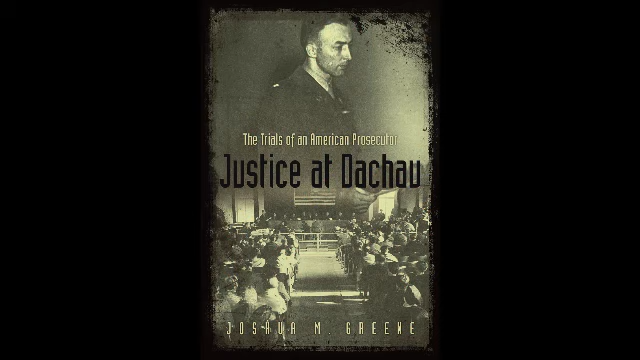 The Trials of an American Prosecutor
Justice at Dachau
JOSHUA M. GREENE